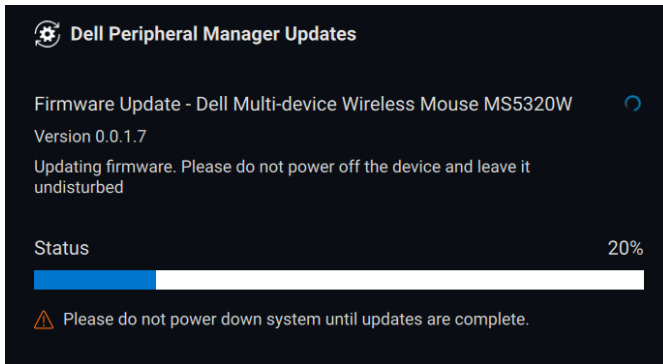 Dell Peripheral Manager Updates
Firmware Update - Dell Multi-device Wireless Mouse MS5320W
Version 0.0.1.7
Updating firmware. Please do not power off the device and leave it
undisturbed
Status 20%
Please do not power down system until updates are complete.